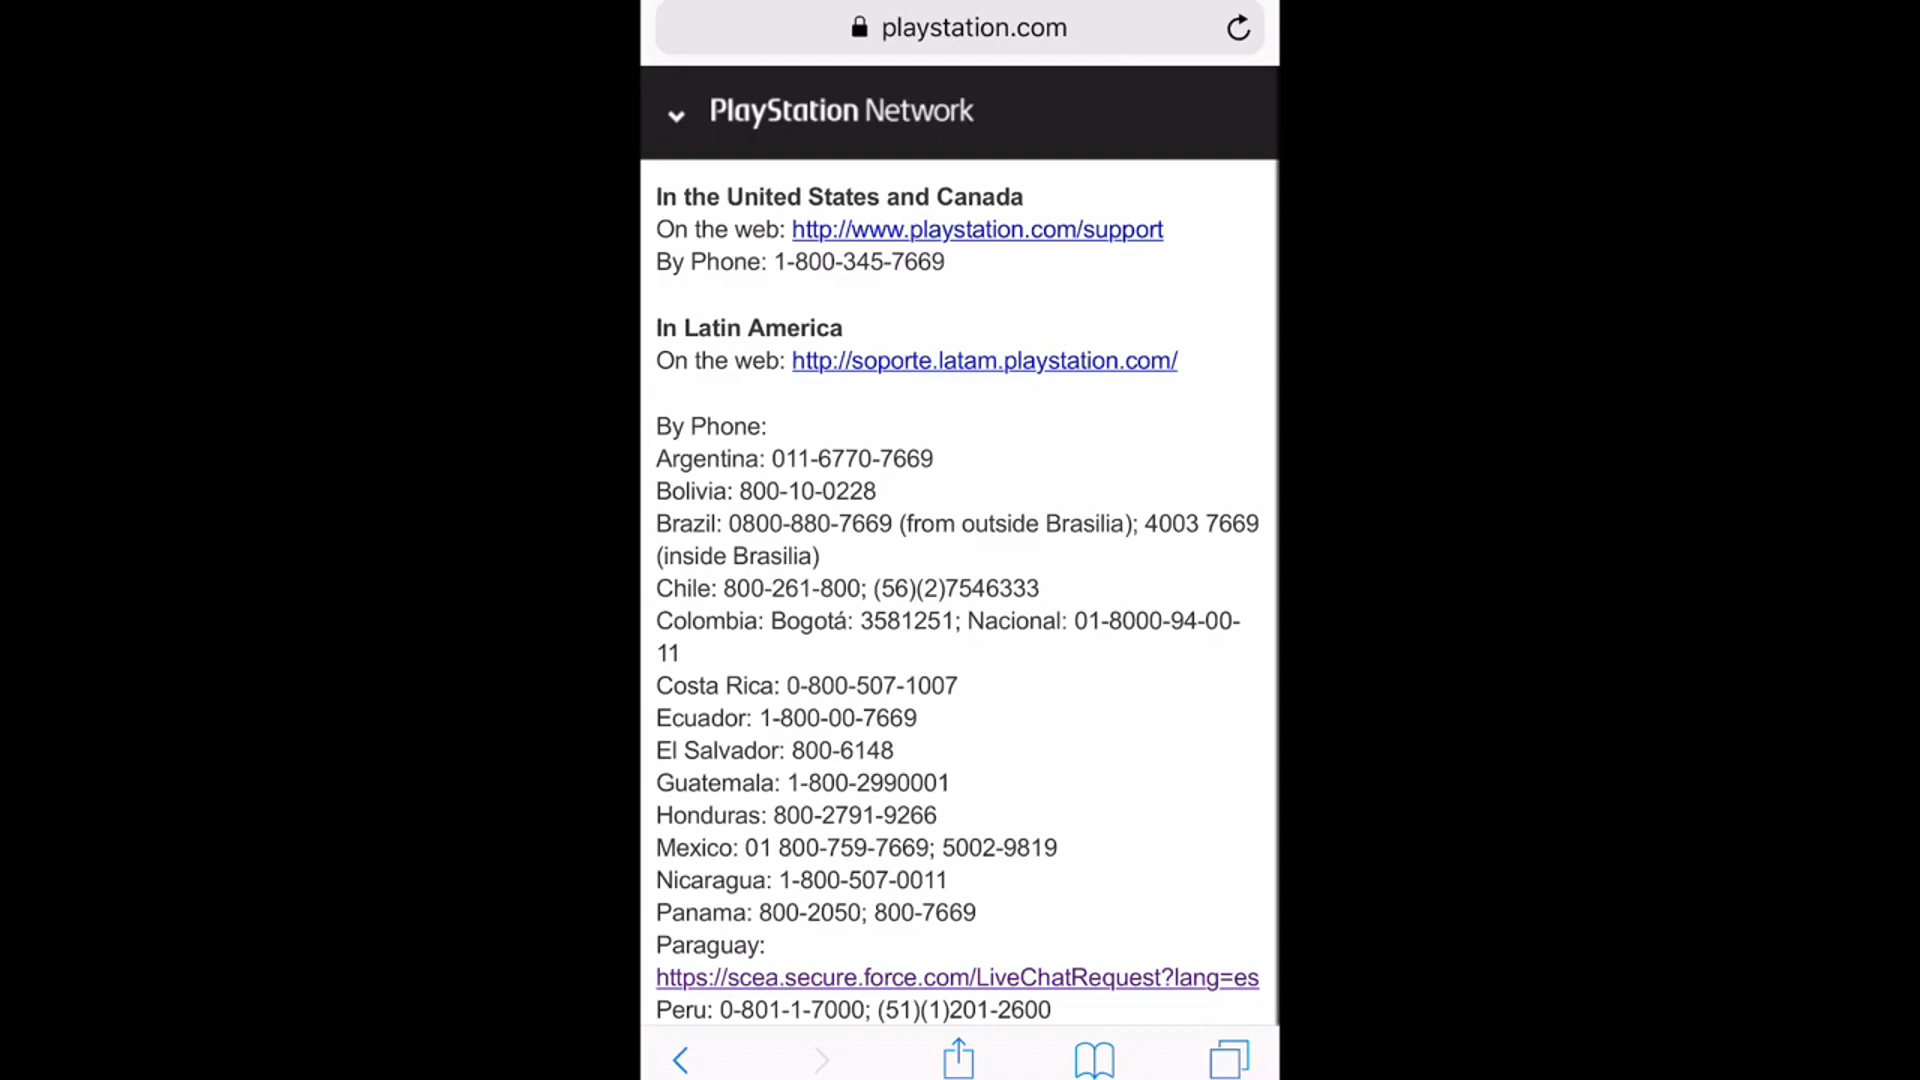 playstation.com
PlayStation Network
In the United States and Canada
On the web: http://www.playstation.com/support
By Phone: 1-800-345-7669
In Latin America
On the web: http://soporte.latam.playstation.com/
By Phone:
Argentina: 011-6770-7669
Bolivia: 800-10-0228
Brazil: 0800-880-7669 (from outside Brasilia); 4003 7669
(inside Brasilia)
Chile: 800-261-800; (56)(2)7546333
Colombia: Bogotá: 3581251; Nacional: 01-8000-94-00-
11
Costa Rica: 0-800-507-1007
Ecuador: 1-800-00-7669
El Salvador: 800-6148
Guatemala: 1-800-2990001
Honduras: 800-2791-9266
Mexico: 01 800-759-7669; 5002-9819
Nicaragua: 1-800-507-0011
Panama: 800-2050; 800-7669
Paraguay:
https://scea.secure.force.com/LiveChatRequest?lang=es
Peru: 0-801-1-7000; (51)(1)201-2600